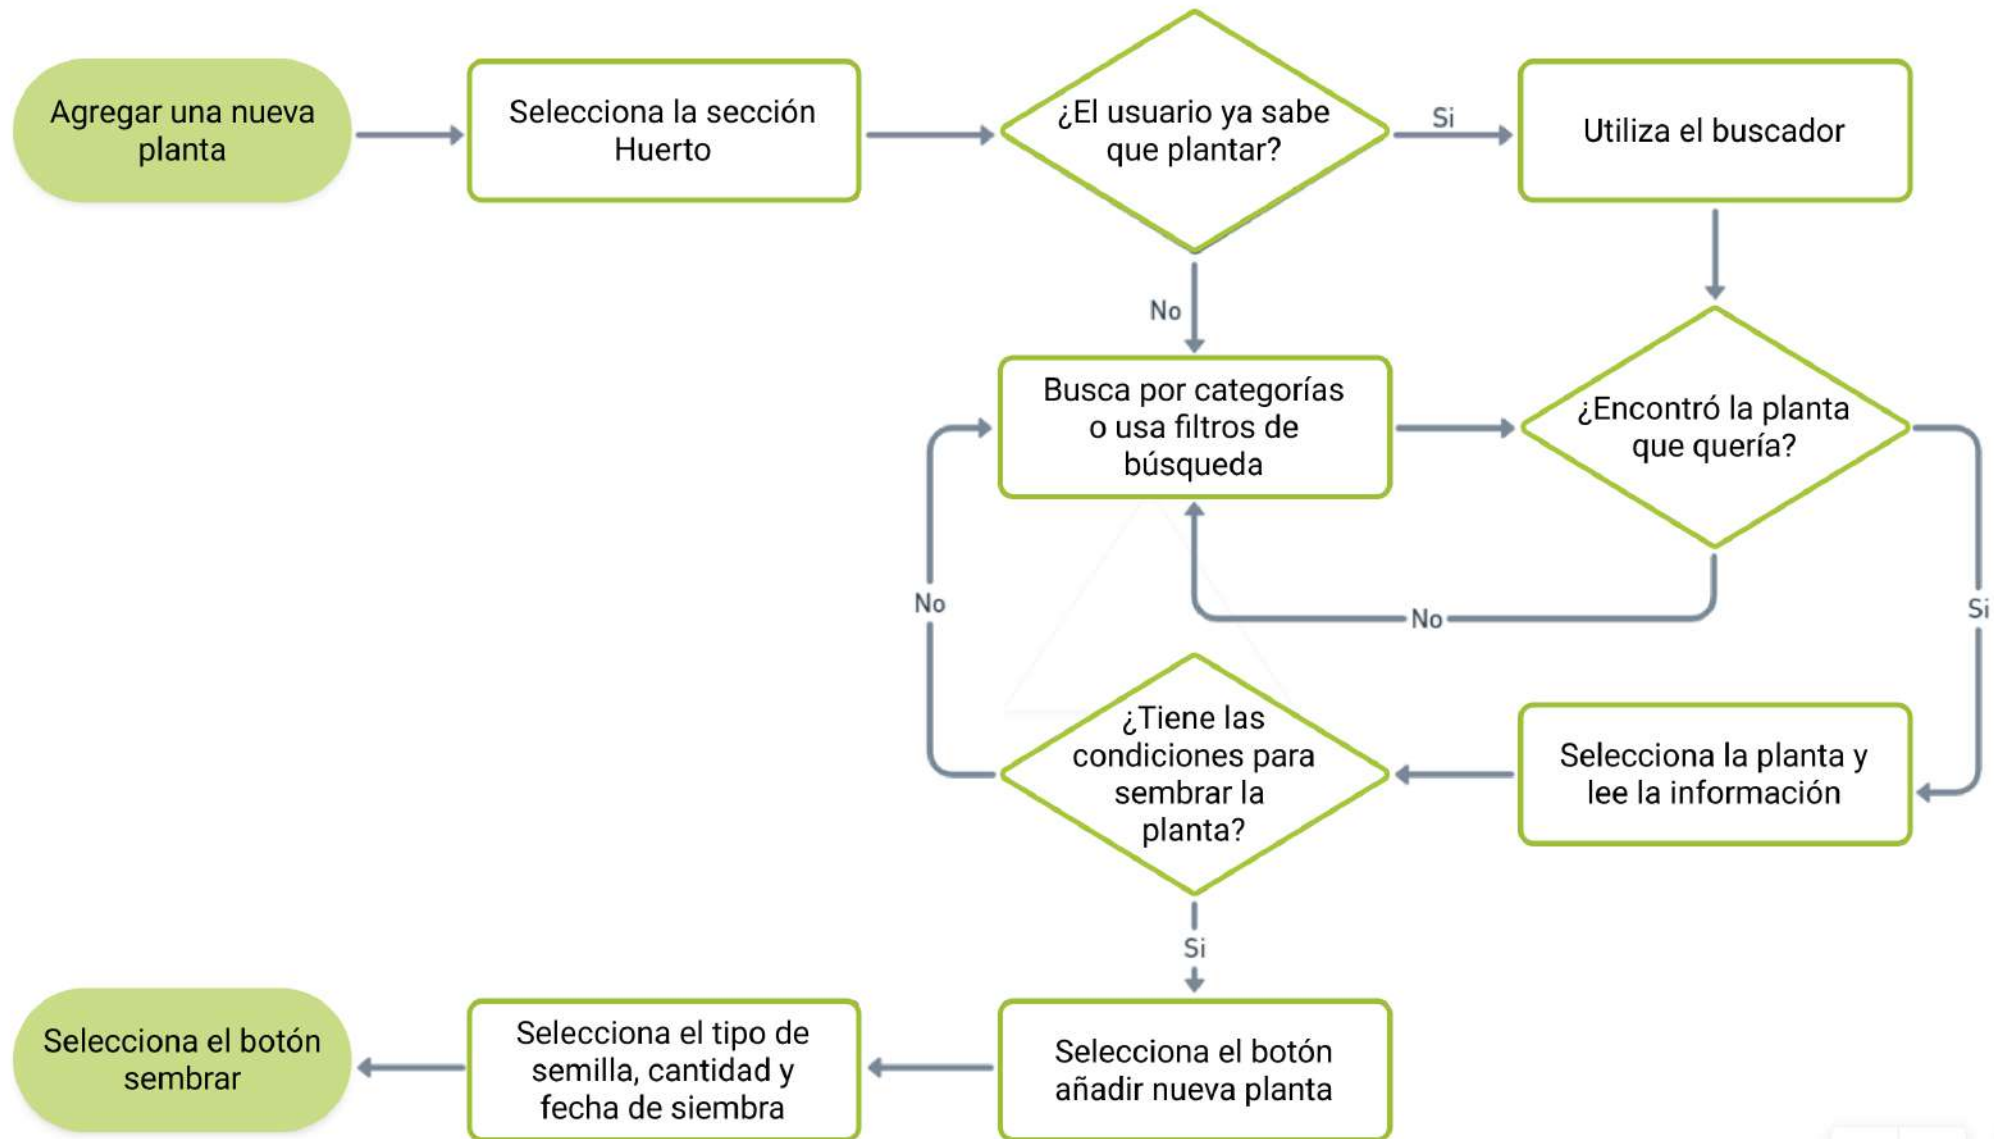 Agregar una nueva
planta
Selecciona la sección
Huerto
¿El usuario ya sabe
que plantar?
Si
Utiliza el buscador
No
Busca por categorías
o usa filtros de
búsqueda
¿Encontró la planta
que quería?
No
No
Si
¿Tiene las
condiciones para
sembrar la
planta?
Selecciona la planta y
lee la información
Si
Selecciona el botón
sembrar
Selecciona el tipo de
semilla, cantidad y
fecha de siembra
Selecciona el botón
añadir nueva planta